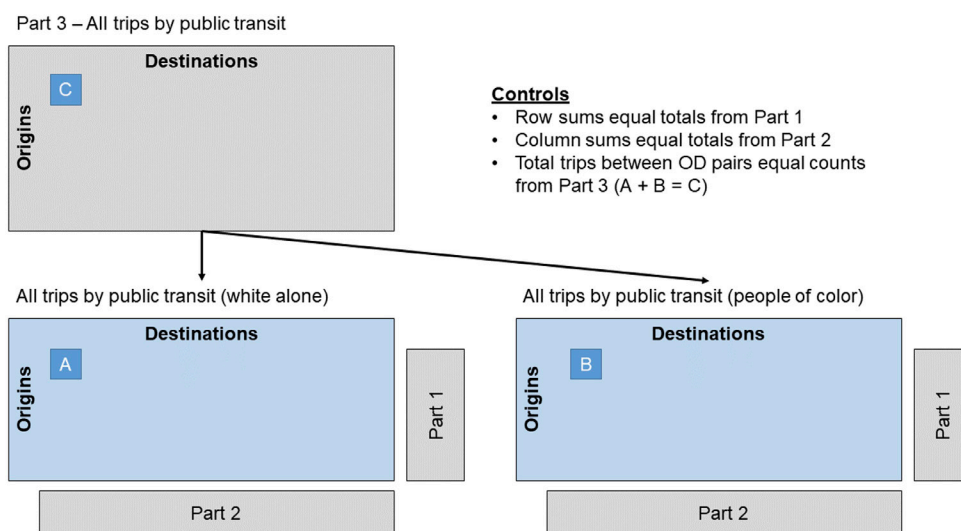 Part 3 – All trips by public transit
Destinations
C
Origins
Controls
• Row sums equal totals from Part 1
• Column sums equal totals from Part 2
• Total trips between OD pairs equal counts
from Part 3 (A + B = C)
All trips by public transit (white alone)
Destinations
A
Origins
Part 1
Part 2
All trips by public transit (people of color)
Destinations
B
Origins
Part 1
Part 2